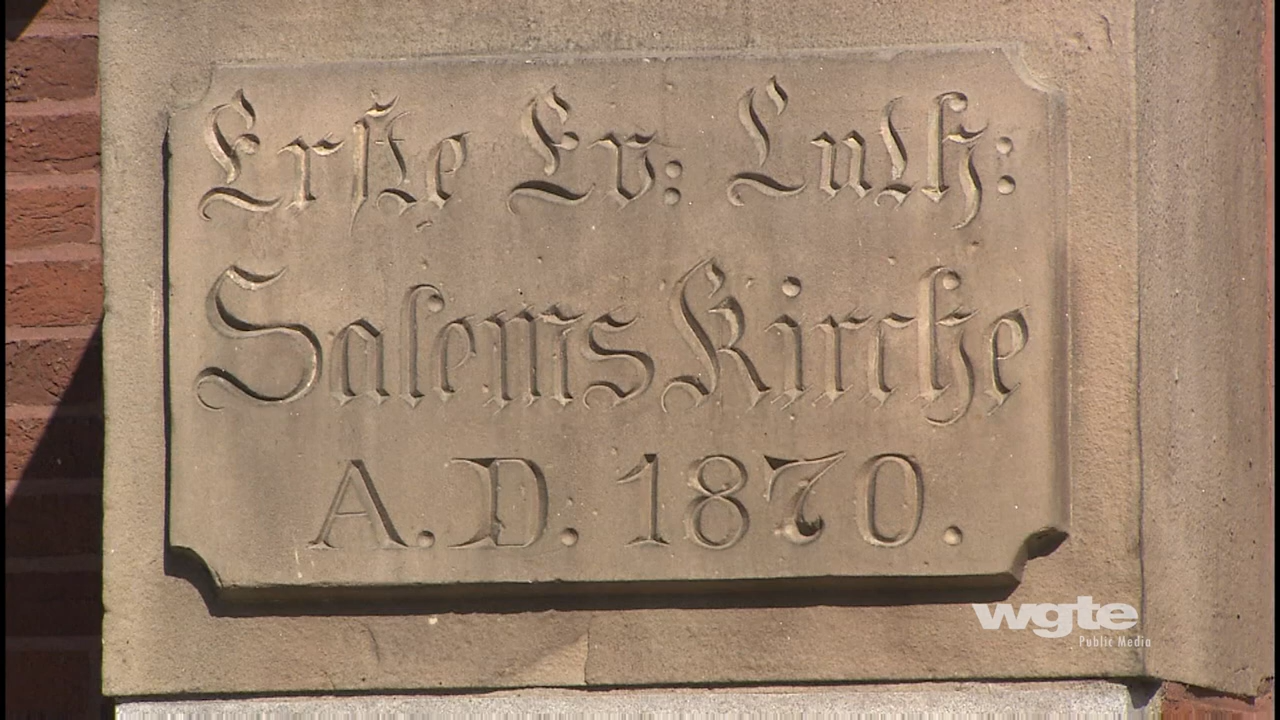 Erste Ev: Luth:
Salems Kirche
A.D. 1870.
wgte
Public Media